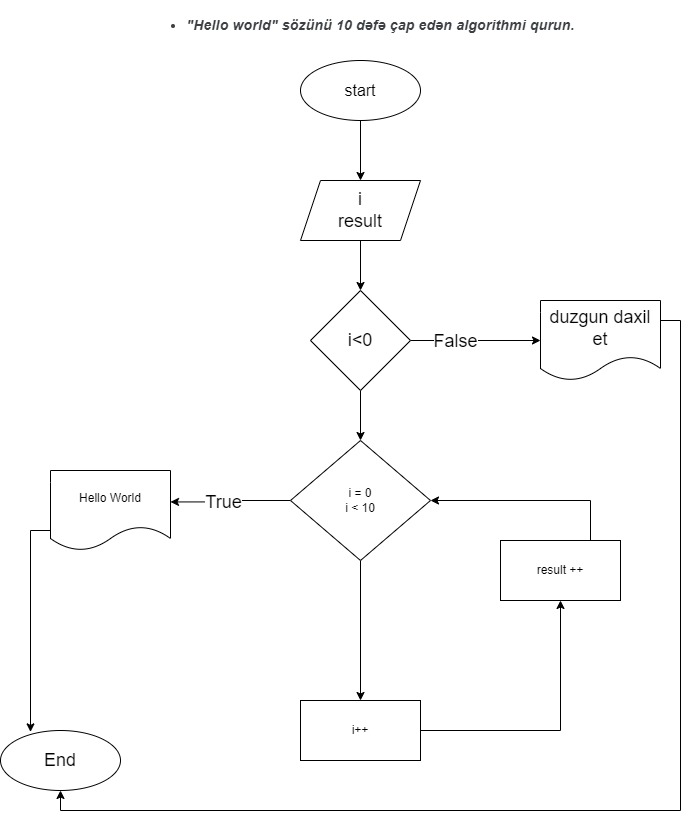 • "Hello world" sözünü 10 dəfə çap edən algorithmi qurun.
start
i
result
i<0
False
duzgun daxil
et
i = 0
i < 10
True
Hello World
result ++
i++
End